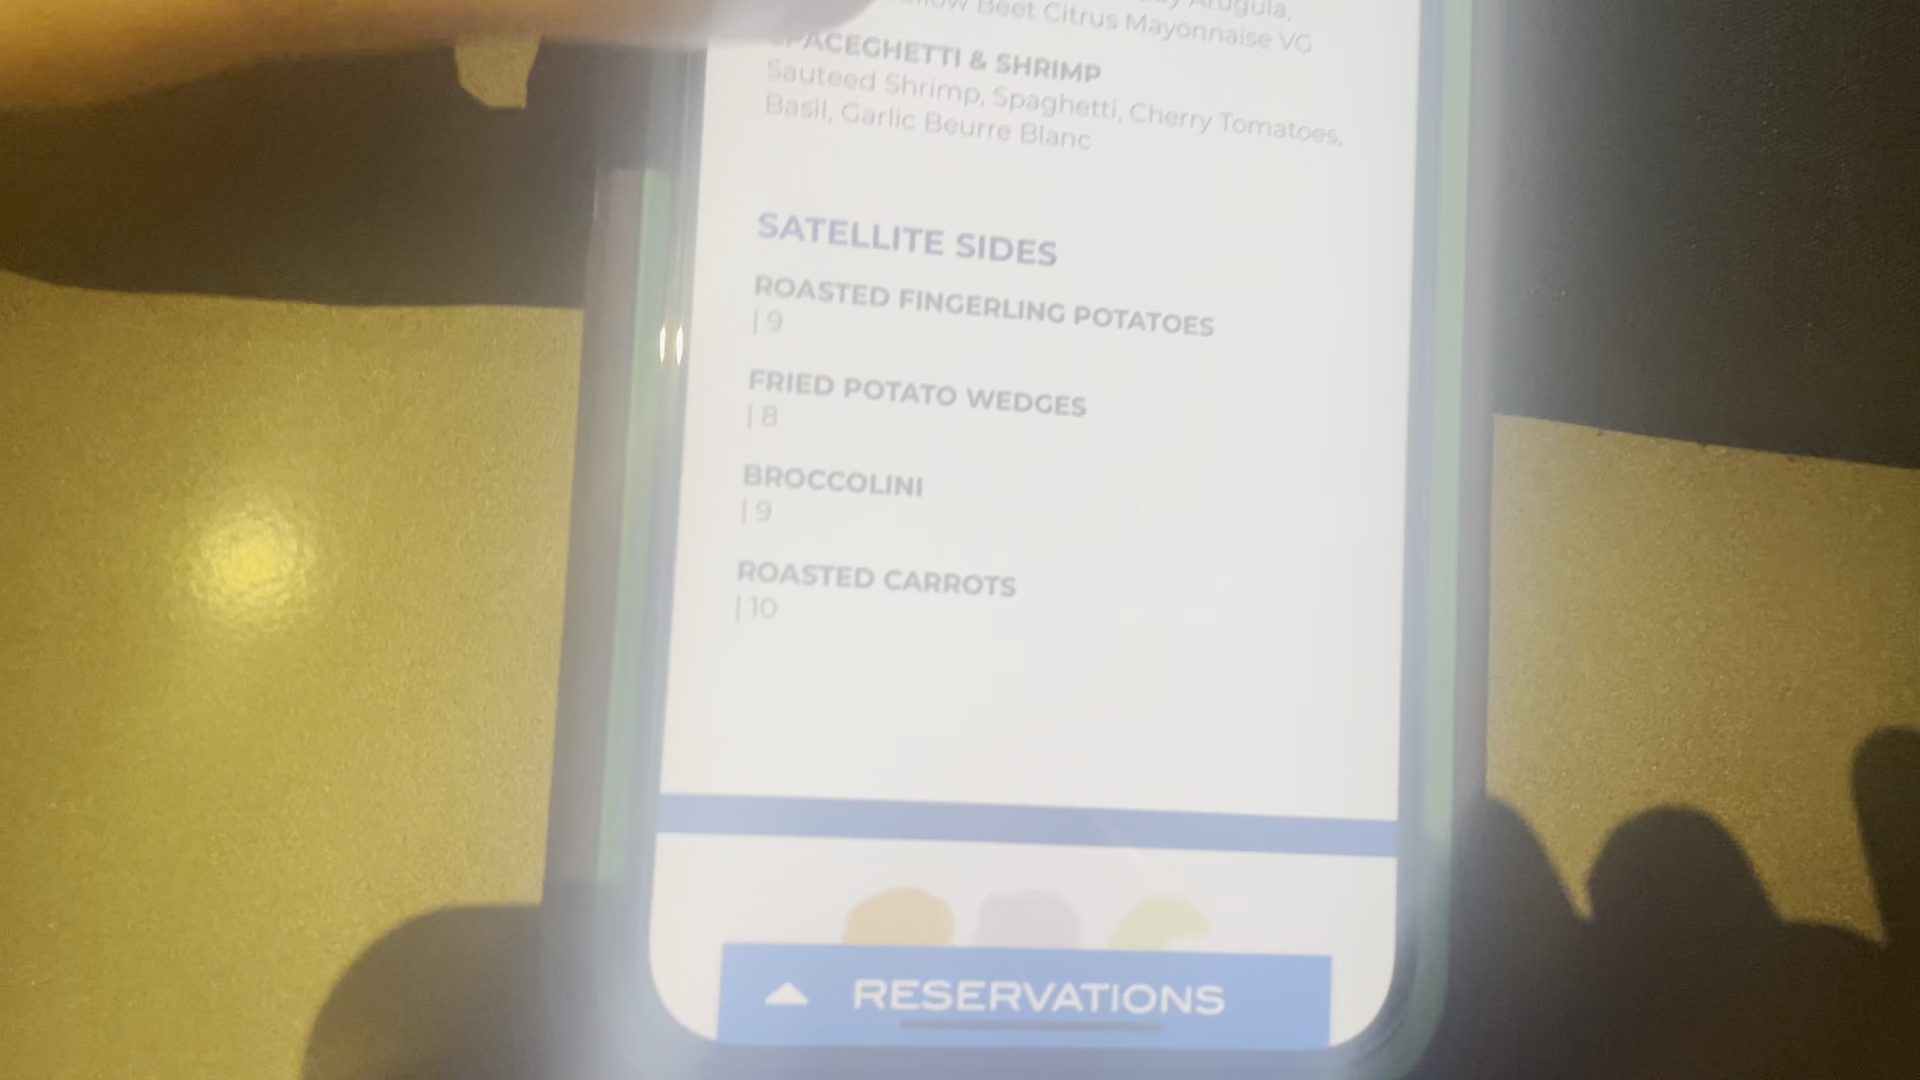 Beet Citrus Mayonnaise VG
SPACEGHETTI & SHRIMP
Sauteed Shrimp, Spaghetti, Cherry Tomatoes,
Basil, Garlic Beurre Blanc
SATELLITE SIDES
ROASTED FINGERLING POTATOES
| 9
FRIED POTATO WEDGES
| 8
BROCCOLINI
| 9
ROASTED CARROTS
| 10
RESERVATIONS